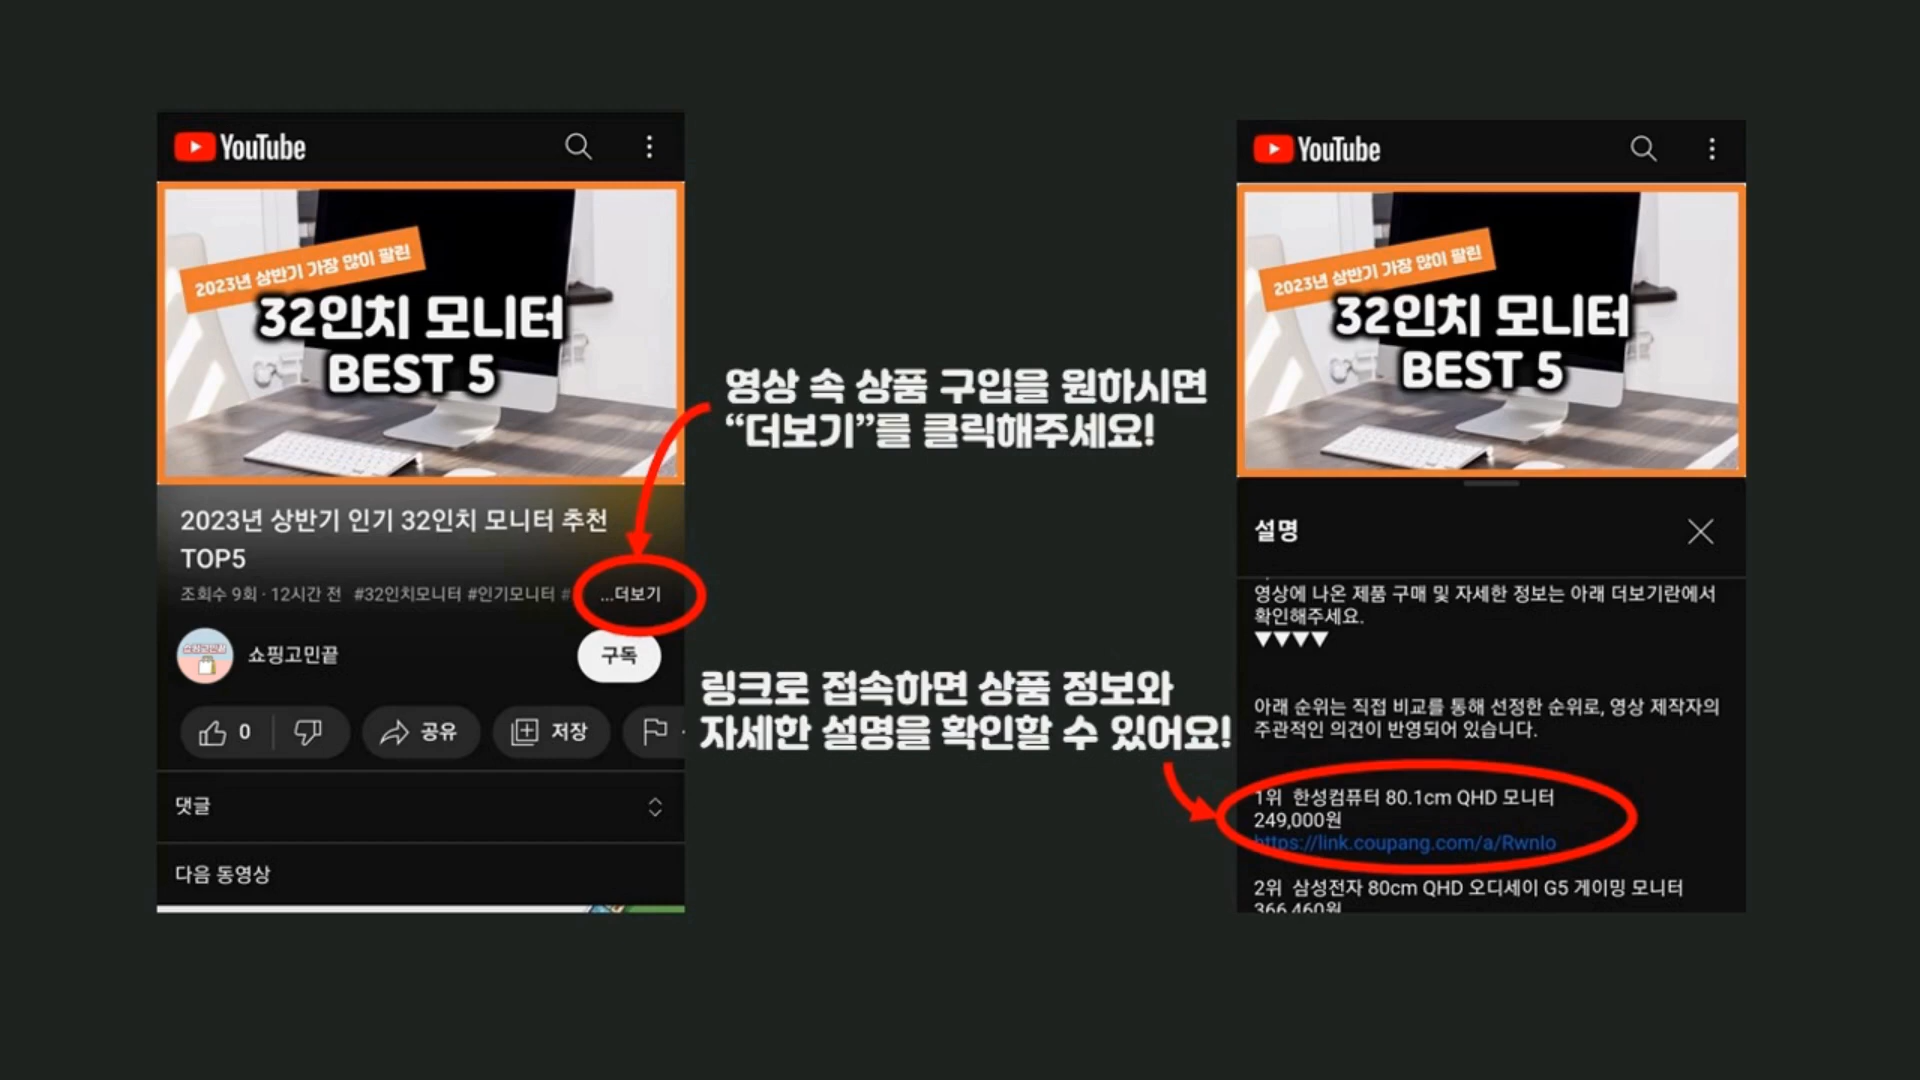 YouTube
2023년 상반기 가장 많이 팔린
32인치 모니터
BEST 5
2023년 상반기 인기 32인치 모니터 추천
TOP5
조회수 9회 · 12시간 전 #32인치모니터 #인기모니터 # ...더보기
쇼핑고민끝
쇼핑고민끝
구독
0
공유
저장
댓글
다음 동영상
영상 속 상품 구입을 원하시면
“더보기”를 클릭해주세요!
링크로 접속하면 상품 정보와
자세한 설명을 확인할 수 있어요!
YouTube
2023년 상반기 가장 많이 팔린
32인치 모니터
BEST 5
설명
영상에 나온 제품 구매 및 자세한 정보는 아래 더보기란에서
확인해주세요.
▼▼▼▼
아래 순위는 직접 비교를 통해 선정한 순위로, 영상 제작자의
주관적인 의견이 반영되어 있습니다.
1위 한성컴퓨터 80.1cm QHD 모니터
249,000원
https://link.coupang.com/a/RwnIo
2위 삼성전자 80cm QHD 오디세이 G5 게이밍 모니터
366,460원